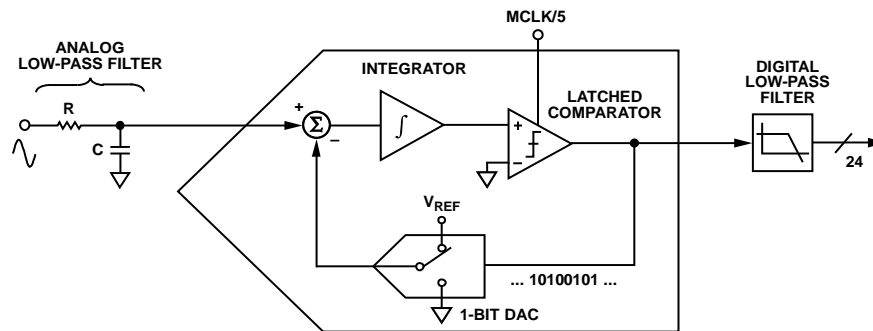 MCLK/5
ANALOG
LOW-PASS FILTER
R
C
+
Σ
–
INTEGRATOR
∫
LATCHED
COMPARATOR
+
–
DIGITAL
LOW-PASS
FILTER
24
VREF
... 10100101 ...
1-BIT DAC